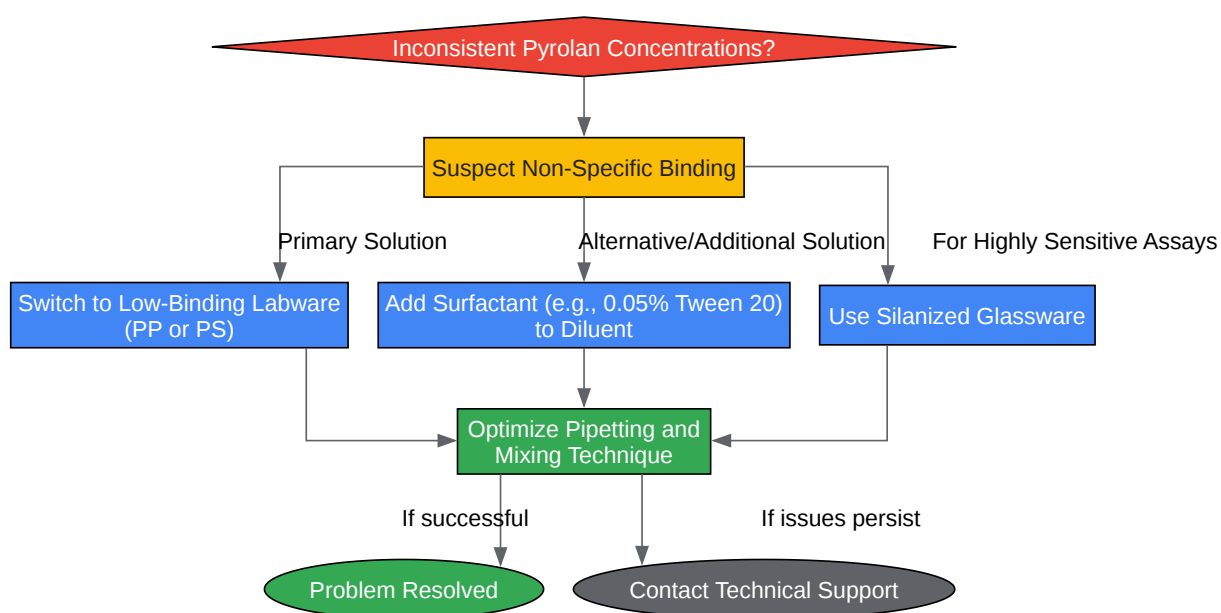 Inconsistent Pyrolan Concentrations?
Suspect Non-Specific Binding
Primary Solution
Alternative/Additional Solution
For Highly Sensitive Assays
Switch to Low-Binding Labware
(PP or PS)
Add Surfactant (e.g., 0.05% Tween 20)
to Diluent
Use Silanized Glassware
Optimize Pipetting and
Mixing Technique
If successful
If issues persist
Problem Resolved
Contact Technical Support